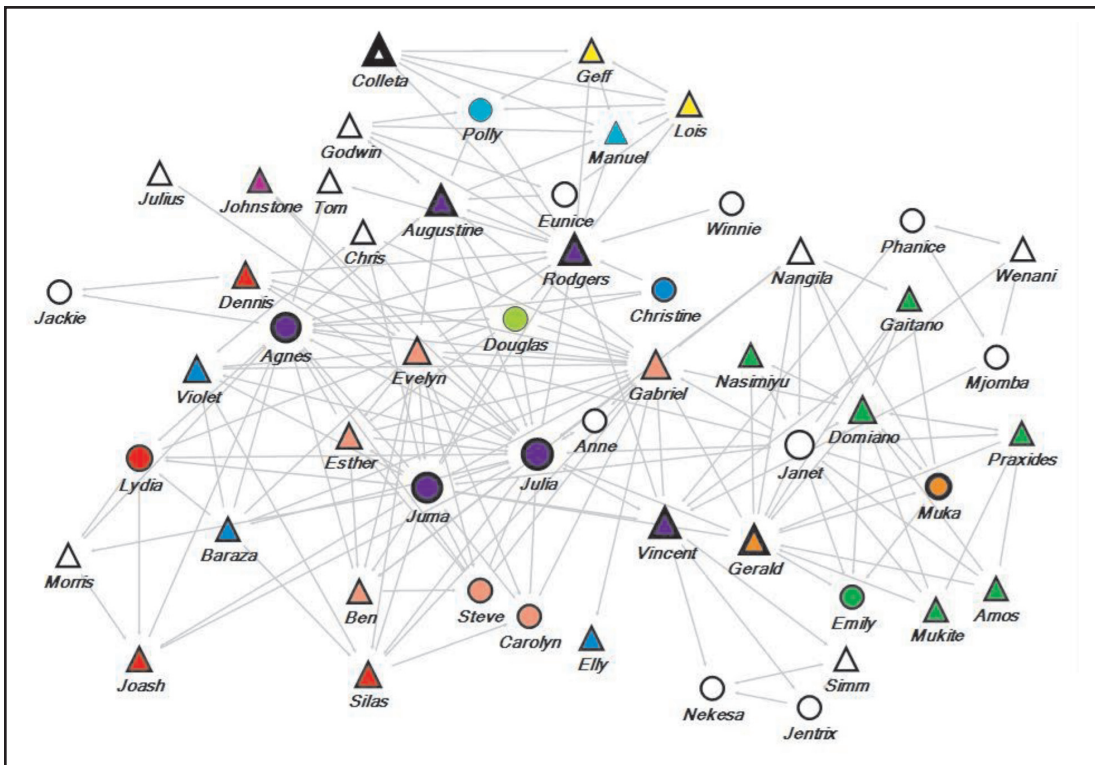 Colleta
Geff
Polly
Lois
Godwin
Manuel
Julius
Johnstone
Tom
Augustine
Eunice
Winnie
Chris
Rodgers
Phanice
Nangila
Wenani
Dennis
Jackie
Christine
Gaitano
Agnes
Douglas
Violet
Evelyn
Gabriel
Nasimiyu
Mjomba
Anne
Domiano
Esther
Julia
Janet
Praxides
Lydia
Juma
Muka
Baraza
Vincent
Gerald
Morris
Ben
Steve
Carolyn
Emily
Mukite
Amos
Elly
Joash
Silas
Simm
Nekesa
Jentrix